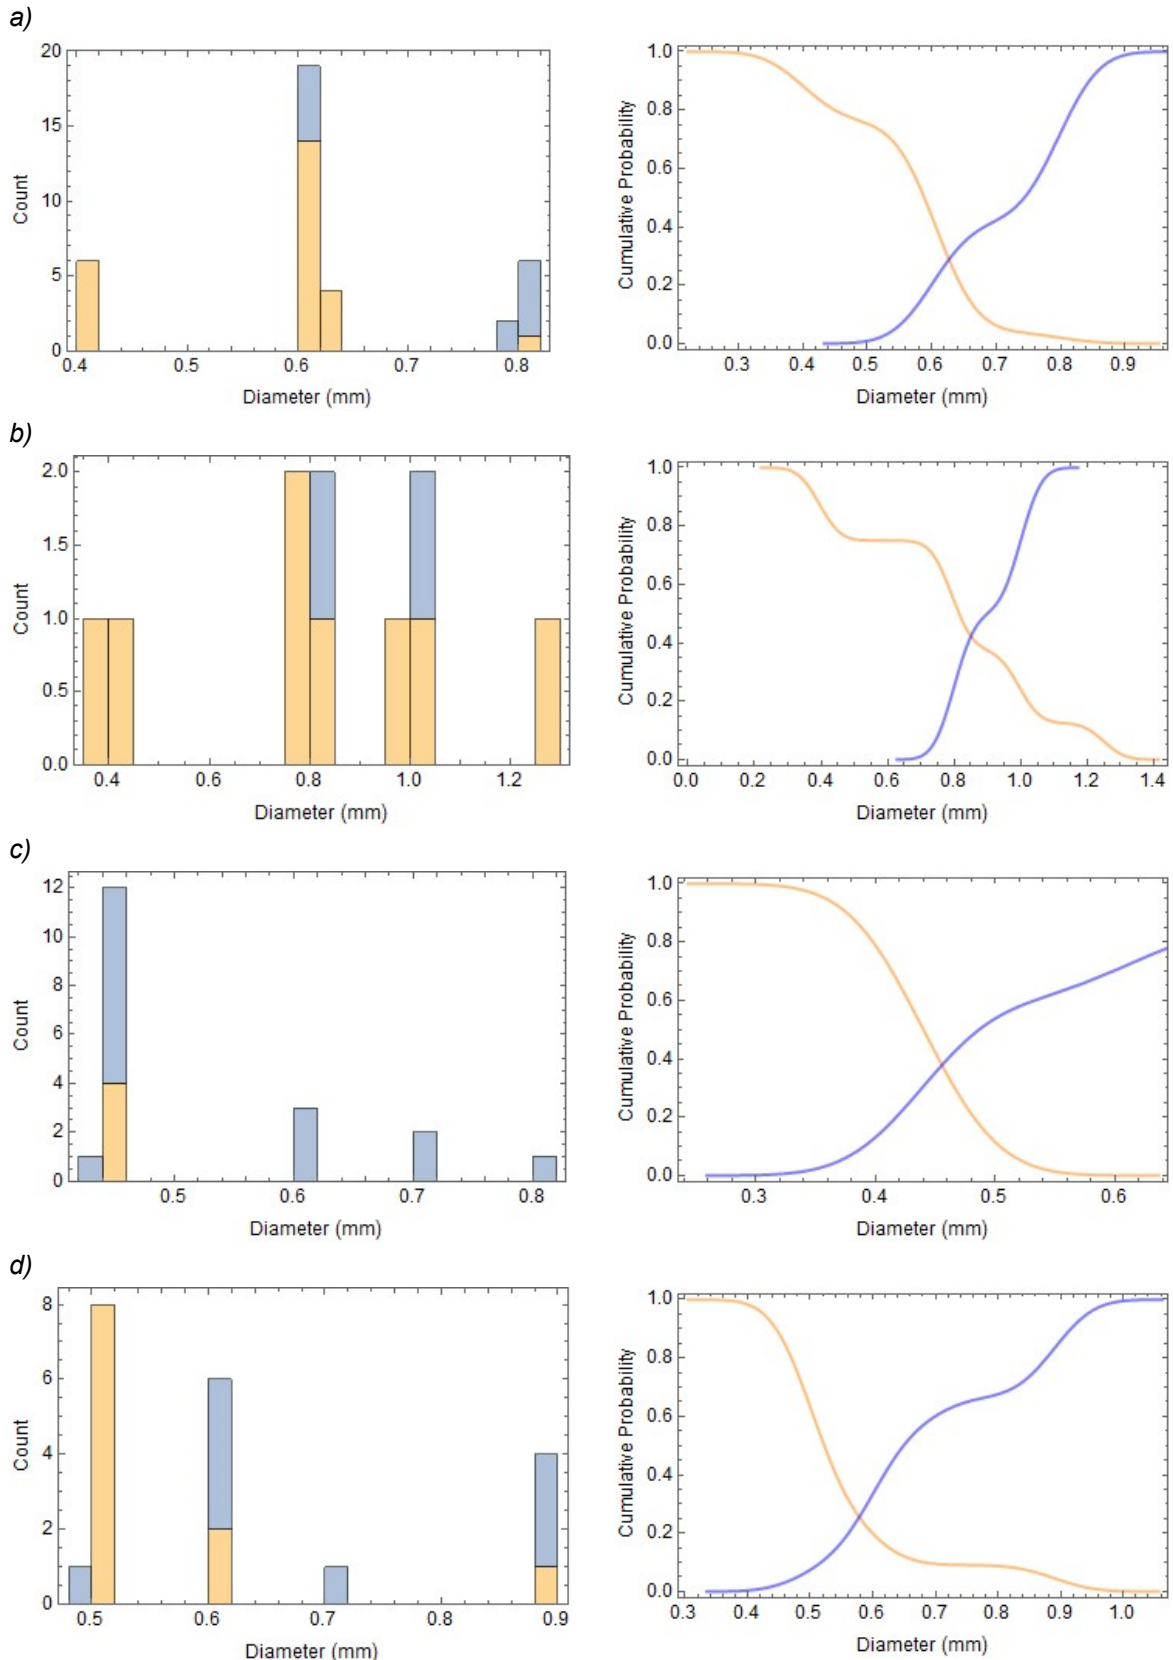 a)
20
15
10
5
0
Count
0.4 0.5 0.6 0.7 0.8
Diameter (mm)
1.0
0.8
0.6
0.4
0.2
0.0
Cumulative Probability
0.3 0.4 0.5 0.6 0.7 0.8 0.9
Diameter (mm)
b)
2.0
1.5
1.0
0.5
0.0
Count
0.4 0.6 0.8 1.0 1.2
Diameter (mm)
1.0
0.8
0.6
0.4
0.2
0.0
Cumulative Probability
0.0 0.2 0.4 0.6 0.8 1.0 1.2 1.4
Diameter (mm)
c)
12
10
8
6
4
2
0
Count
0.5 0.6 0.7 0.8
Diameter (mm)
1.0
0.8
0.6
0.4
0.2
0.0
Cumulative Probability
0.3 0.4 0.5 0.6
Diameter (mm)
d)
8
6
4
2
0
Count
0.5 0.6 0.7 0.8 0.9
Diameter (mm)
1.0
0.8
0.6
0.4
0.2
0.0
Cumulative Probability
0.3 0.4 0.5 0.6 0.7 0.8 0.9 1.0
Diameter (mm)